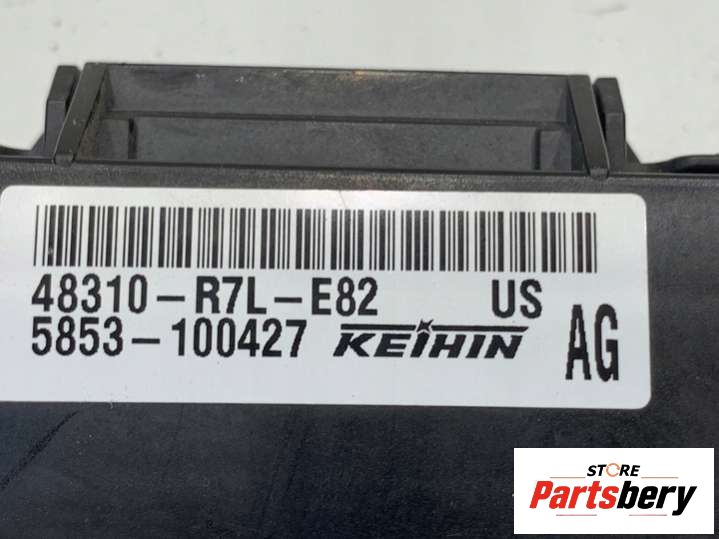 48310-R7L-E82 US
5853-100427 KEIHIN AG
STORE
Partsbery